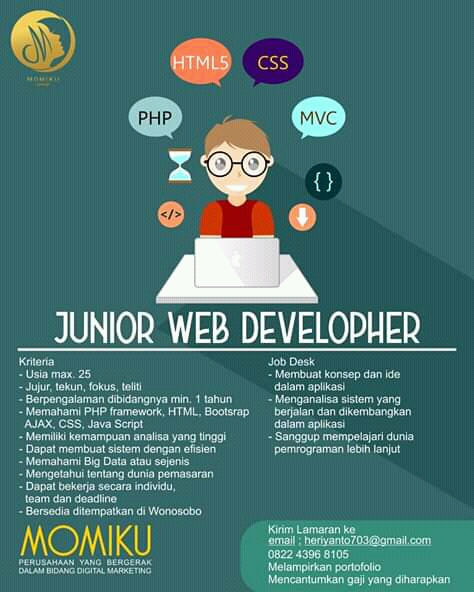 MOMIKU
HTML5
CSS
PHP
MVC
{ }
</>
JUNIOR WEB DEVELOPHER
Kriteria
- Usia max. 25
- Jujur, tekun, fokus, teliti
- Berpengalaman dibidangnya min. 1 tahun
- Memahami PHP framework, HTML, Bootsrap
AJAX, CSS, Java Script
- Memiliki kemampuan analisa yang tinggi
- Dapat membuat sistem dengan efisien
- Memahami Big Data atau sejenis
- Mengetahui tentang dunia pemasaran
- Dapat bekerja secara individu,
team dan deadline
- Bersedia ditempatkan di Wonosobo
Job Desk
- Membuat konsep dan ide
dalam aplikasi
- Menganalisa sistem yang
berjalan dan dikembangkan
dalam aplikasi
- Sanggup mempelajari dunia
pemrograman lebih lanjut
MOMIKU
PERUSAHAAN YANG BERGERAK
DALAM BIDANG DIGITAL MARKETING
Kirim Lamaran ke
email ; heriyanto703@gmail.com
0822 4396 8105
Melampirkan portofolio
Mencantumkan gaji yang diharapkan